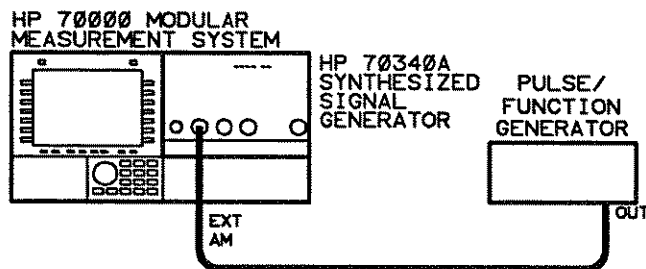 HP 70000 MODULAR
MEASUREMENT SYSTEM
HP 70340A
SYNTHESIZED
SIGNAL
GENERATOR
PULSE/
FUNCTION
GENERATOR
OUT
EXT
AM